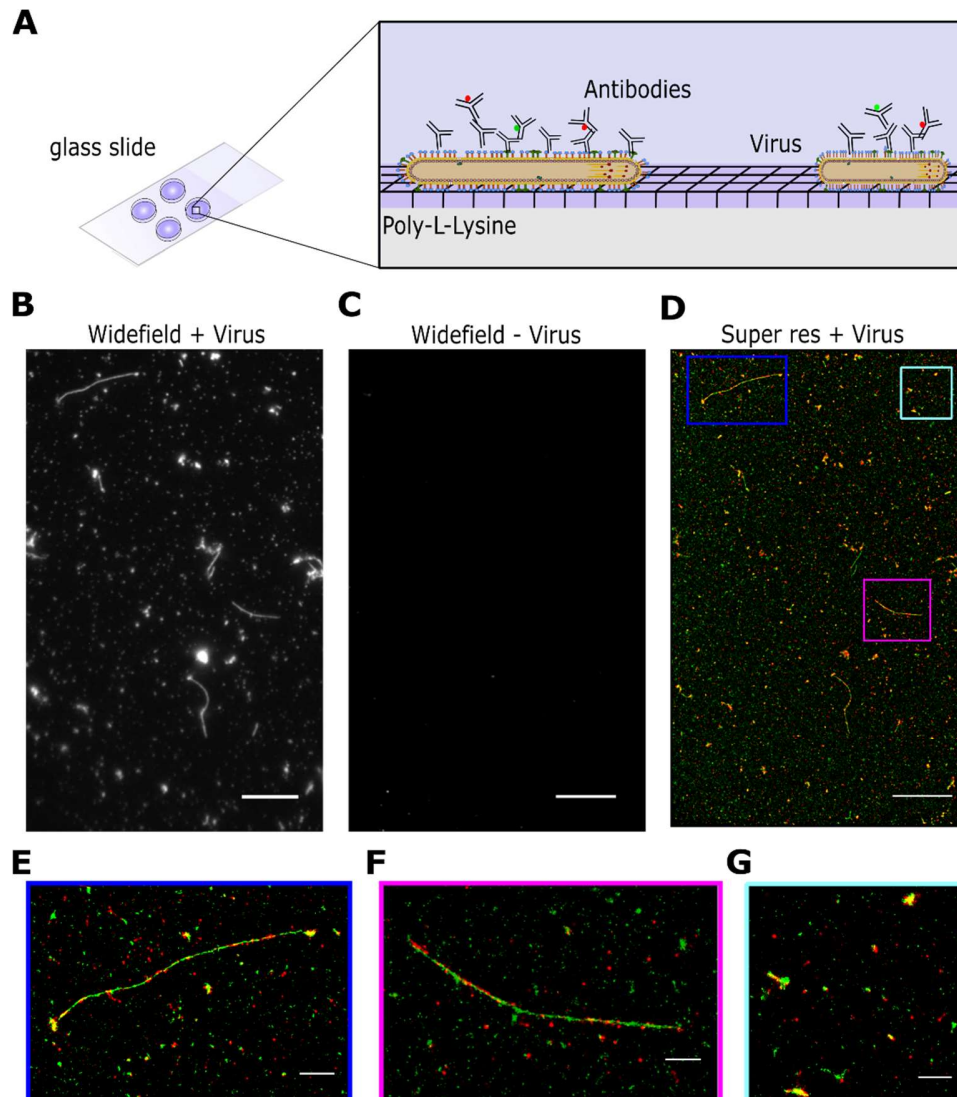 A
glass slide
Antibodies
Virus
Poly-L-Lysine
B
Widefield + Virus
C
Widefield - Virus
D
Super res + Virus
E
F
G